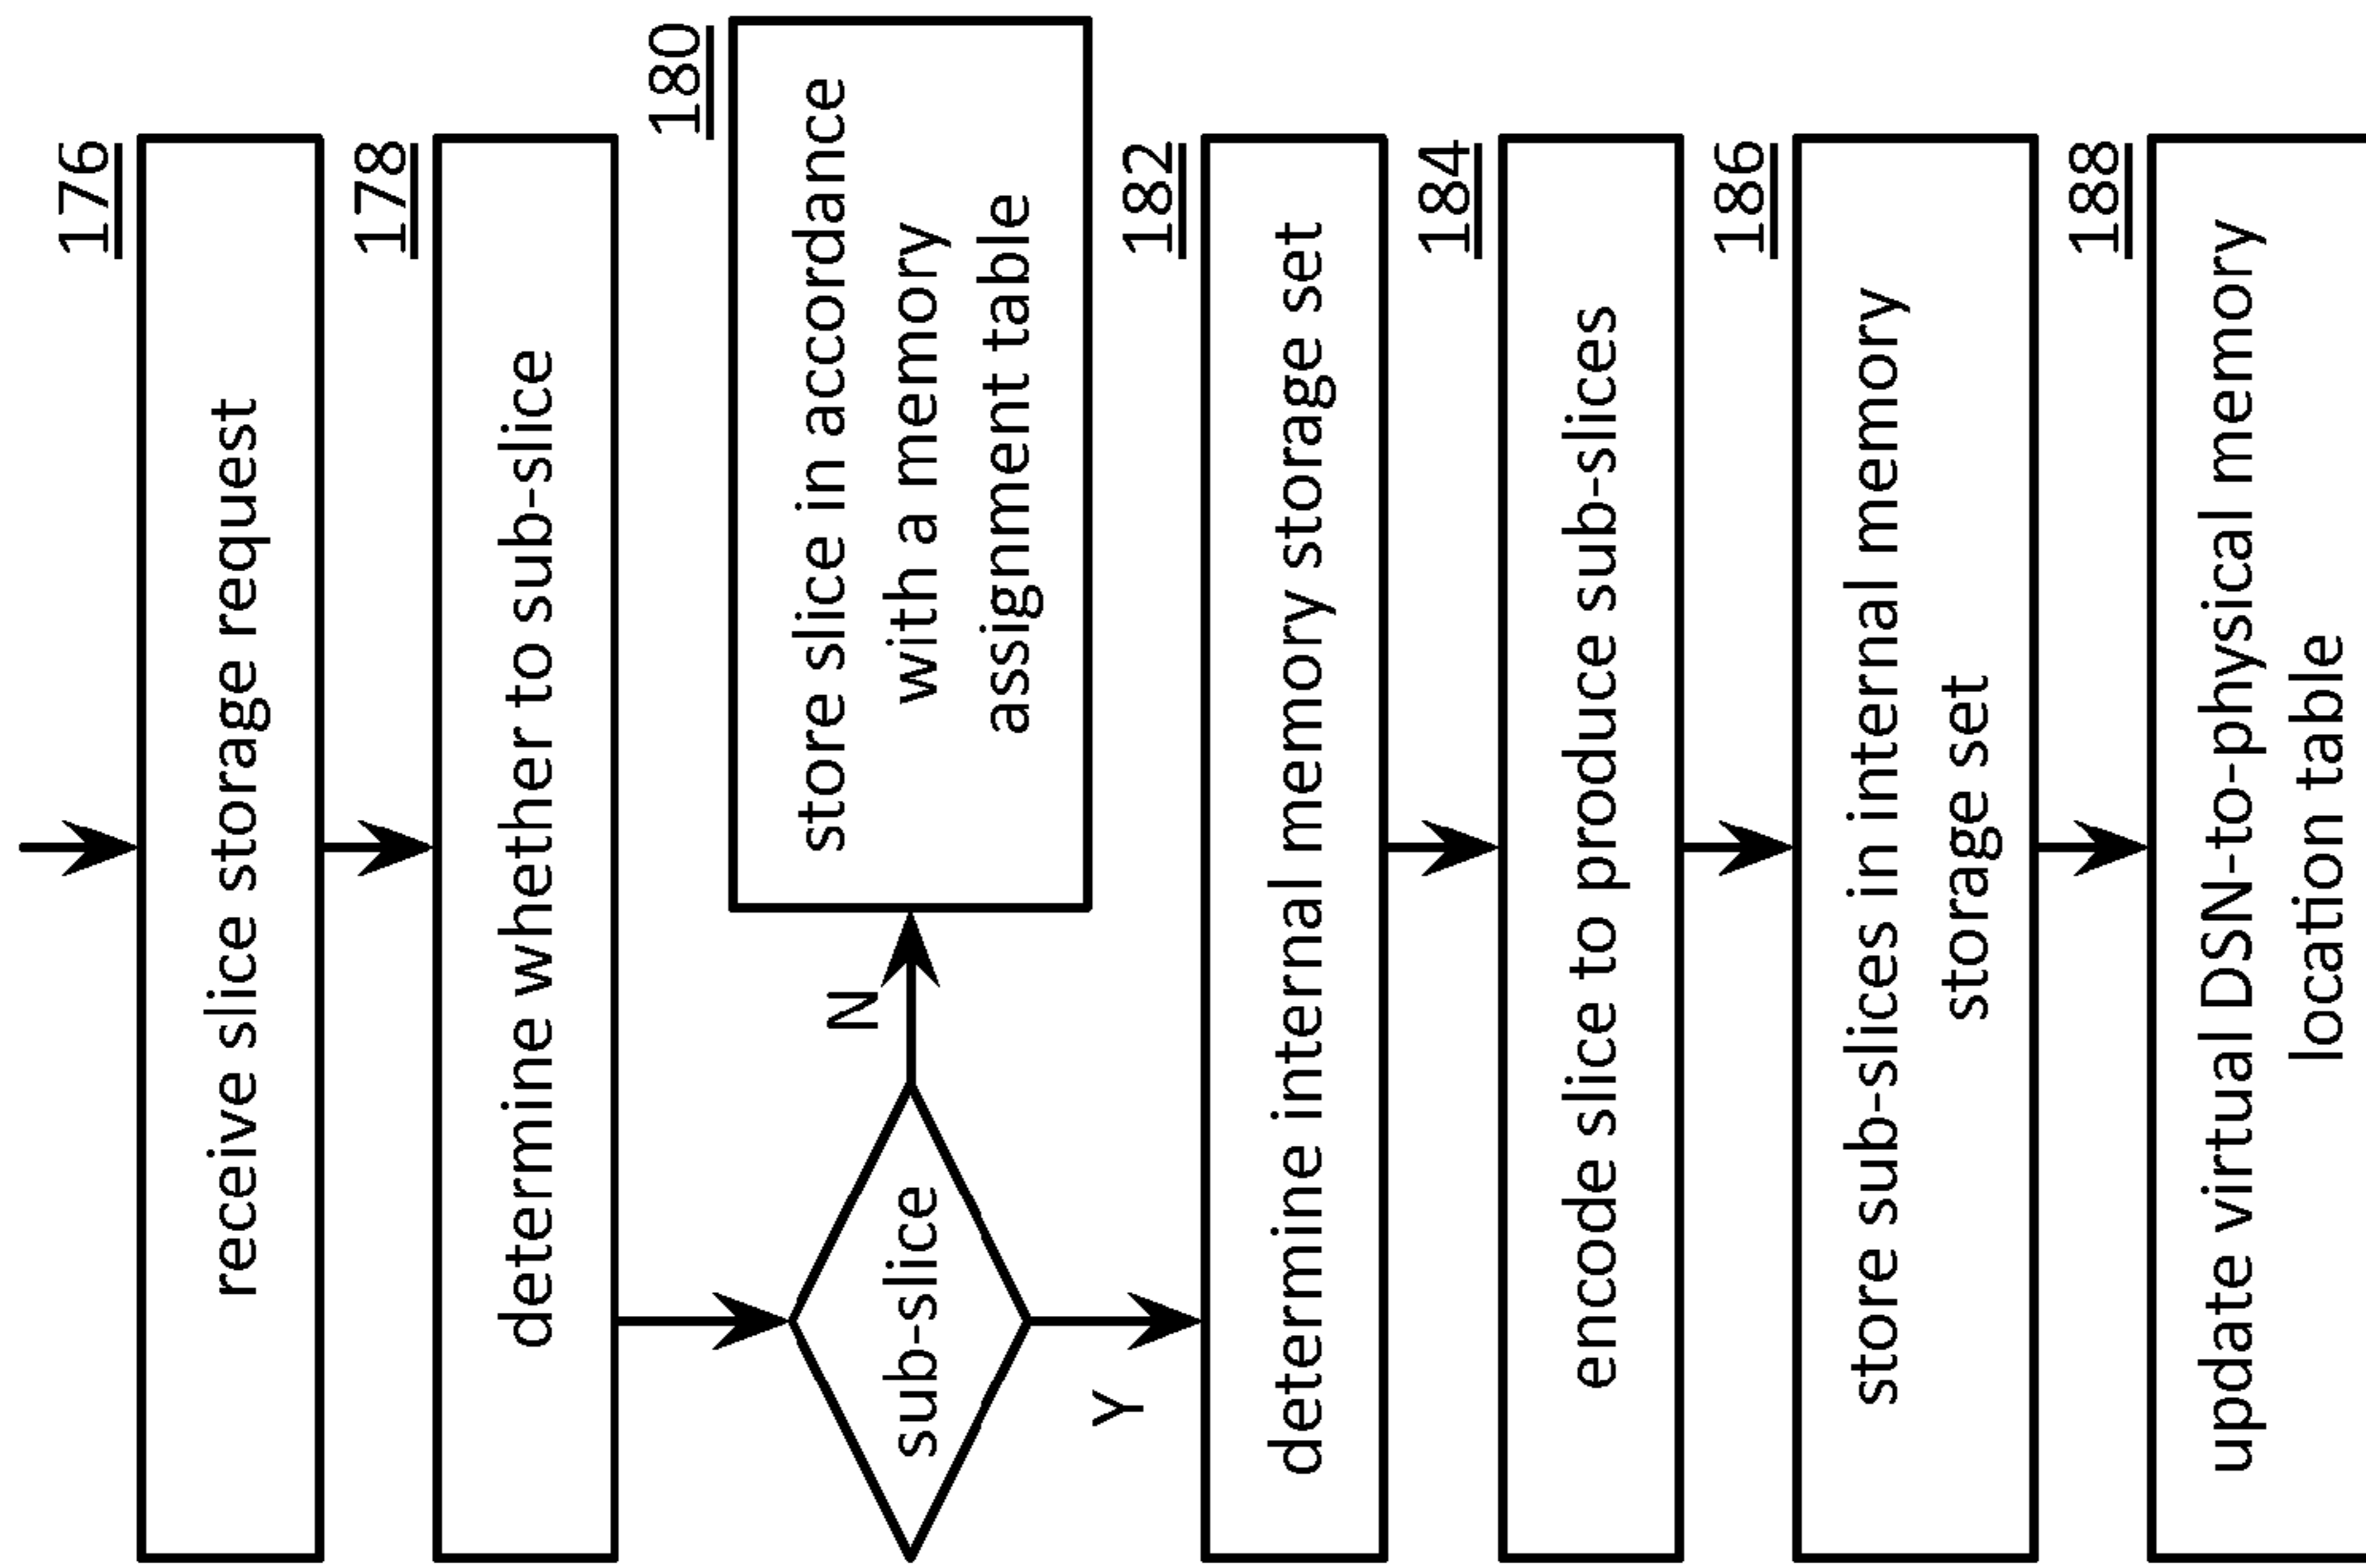 176
receive slice storage request
178
determine whether to sub-slice
180
store slice in accordance
with a memory
assignment table
sub-slice
N
Y
182
determine internal memory storage set
184
encode slice to produce sub-slices
186
store sub-slices in internal memory
storage set
188
update virtual DSN-to-physical memory
location table